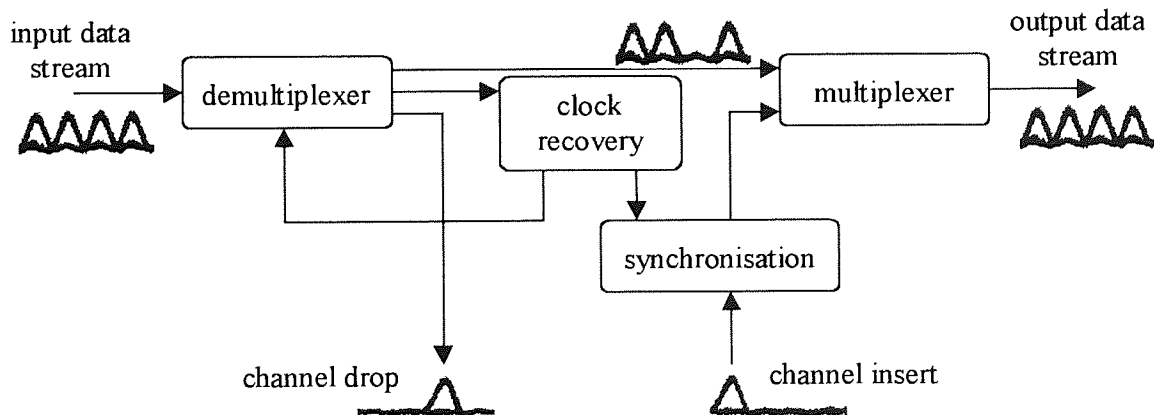 input data
stream
output data
stream
demultiplexer
clock
recovery
multiplexer
synchronisation
channel drop
channel insert